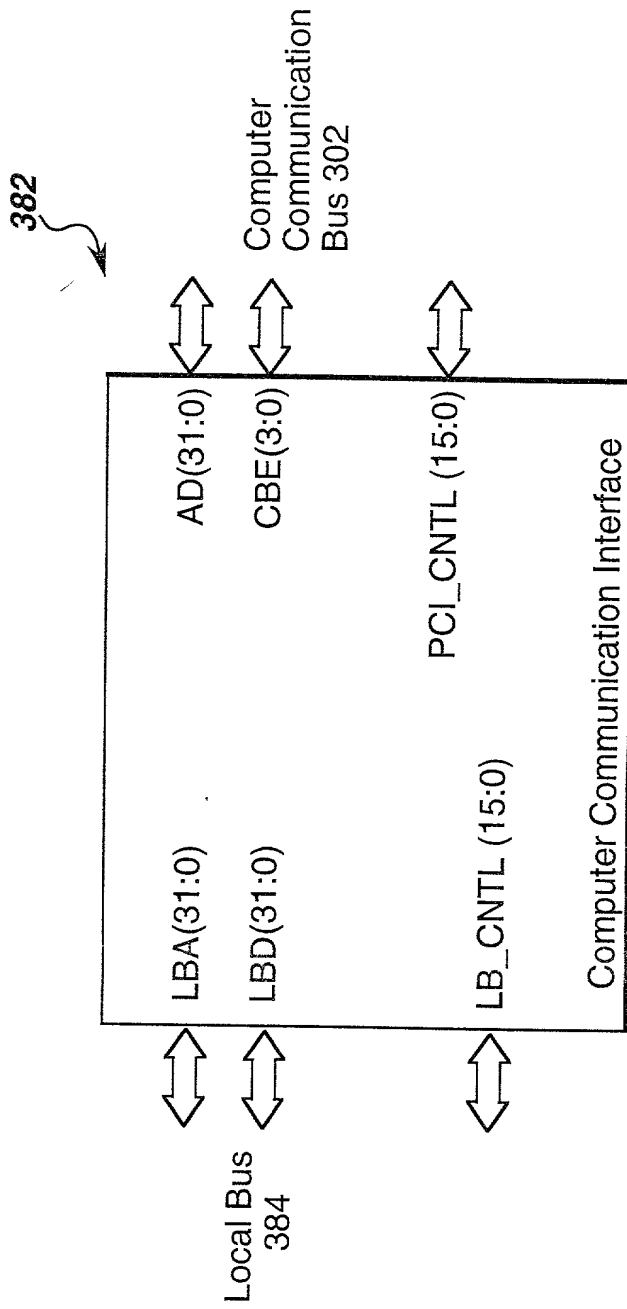 382
Local Bus
384
LBA(31:0)
LBD(31:0)
LB_CNTL (15:0)
AD(31:0)
CBE(3:0)
PCI_CNTL (15:0)
Computer
Communication
Bus 302
Computer Communication Interface